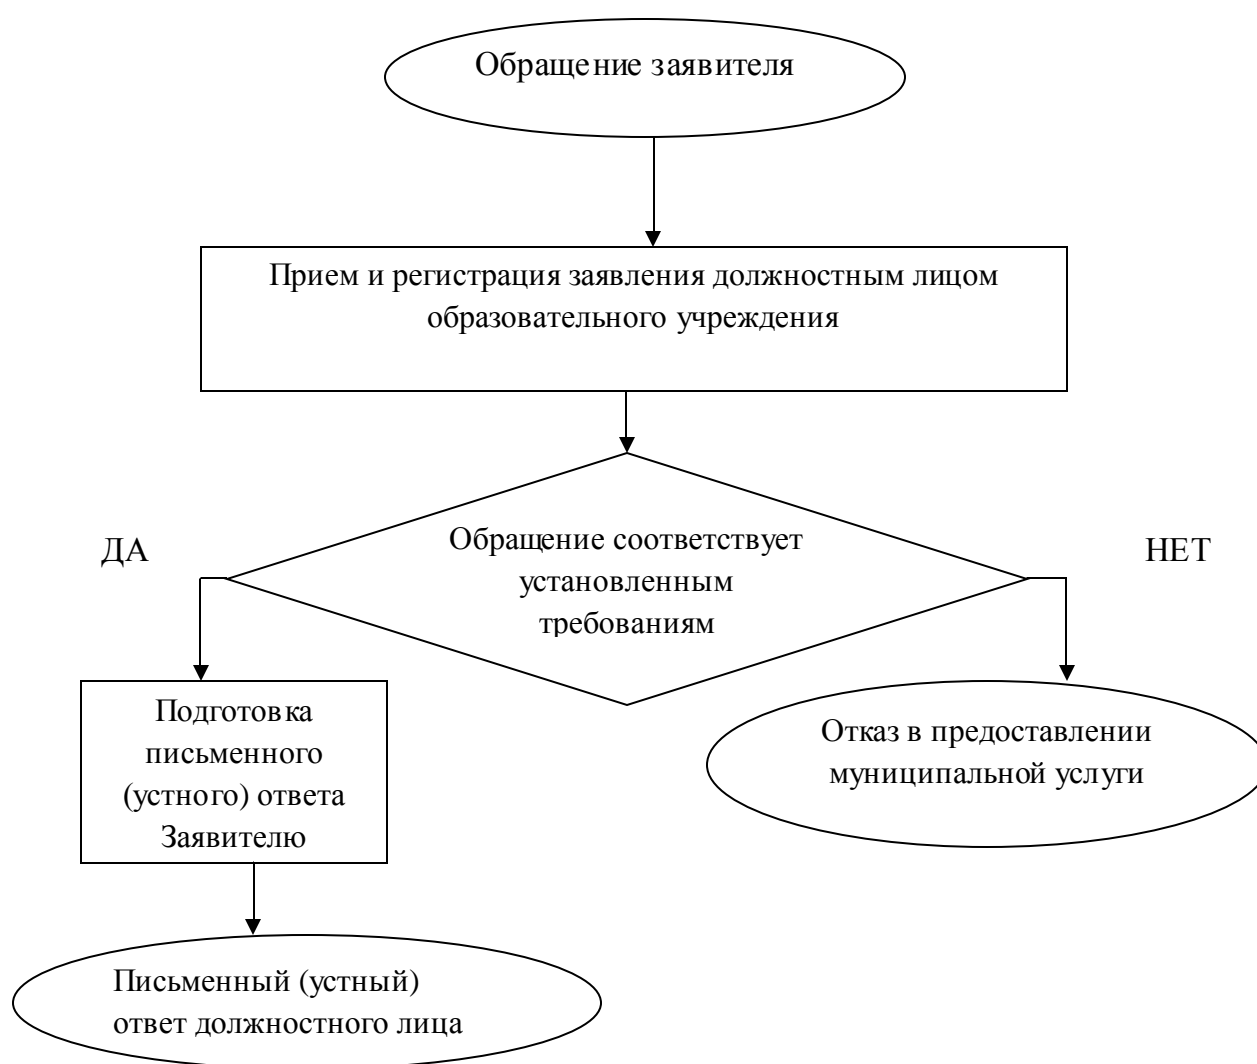 Обращение заявителя
Прием и регистрация заявления должностным лицом
образовательного учреждения
Обращение соответствует
установленным
требованиям
ДА
НЕТ
Подготовка
письменного
(устного) ответа
Заявителю
Отказ в предоставлении
муниципальной услуги
Письменный (устный)
ответ должностного лица